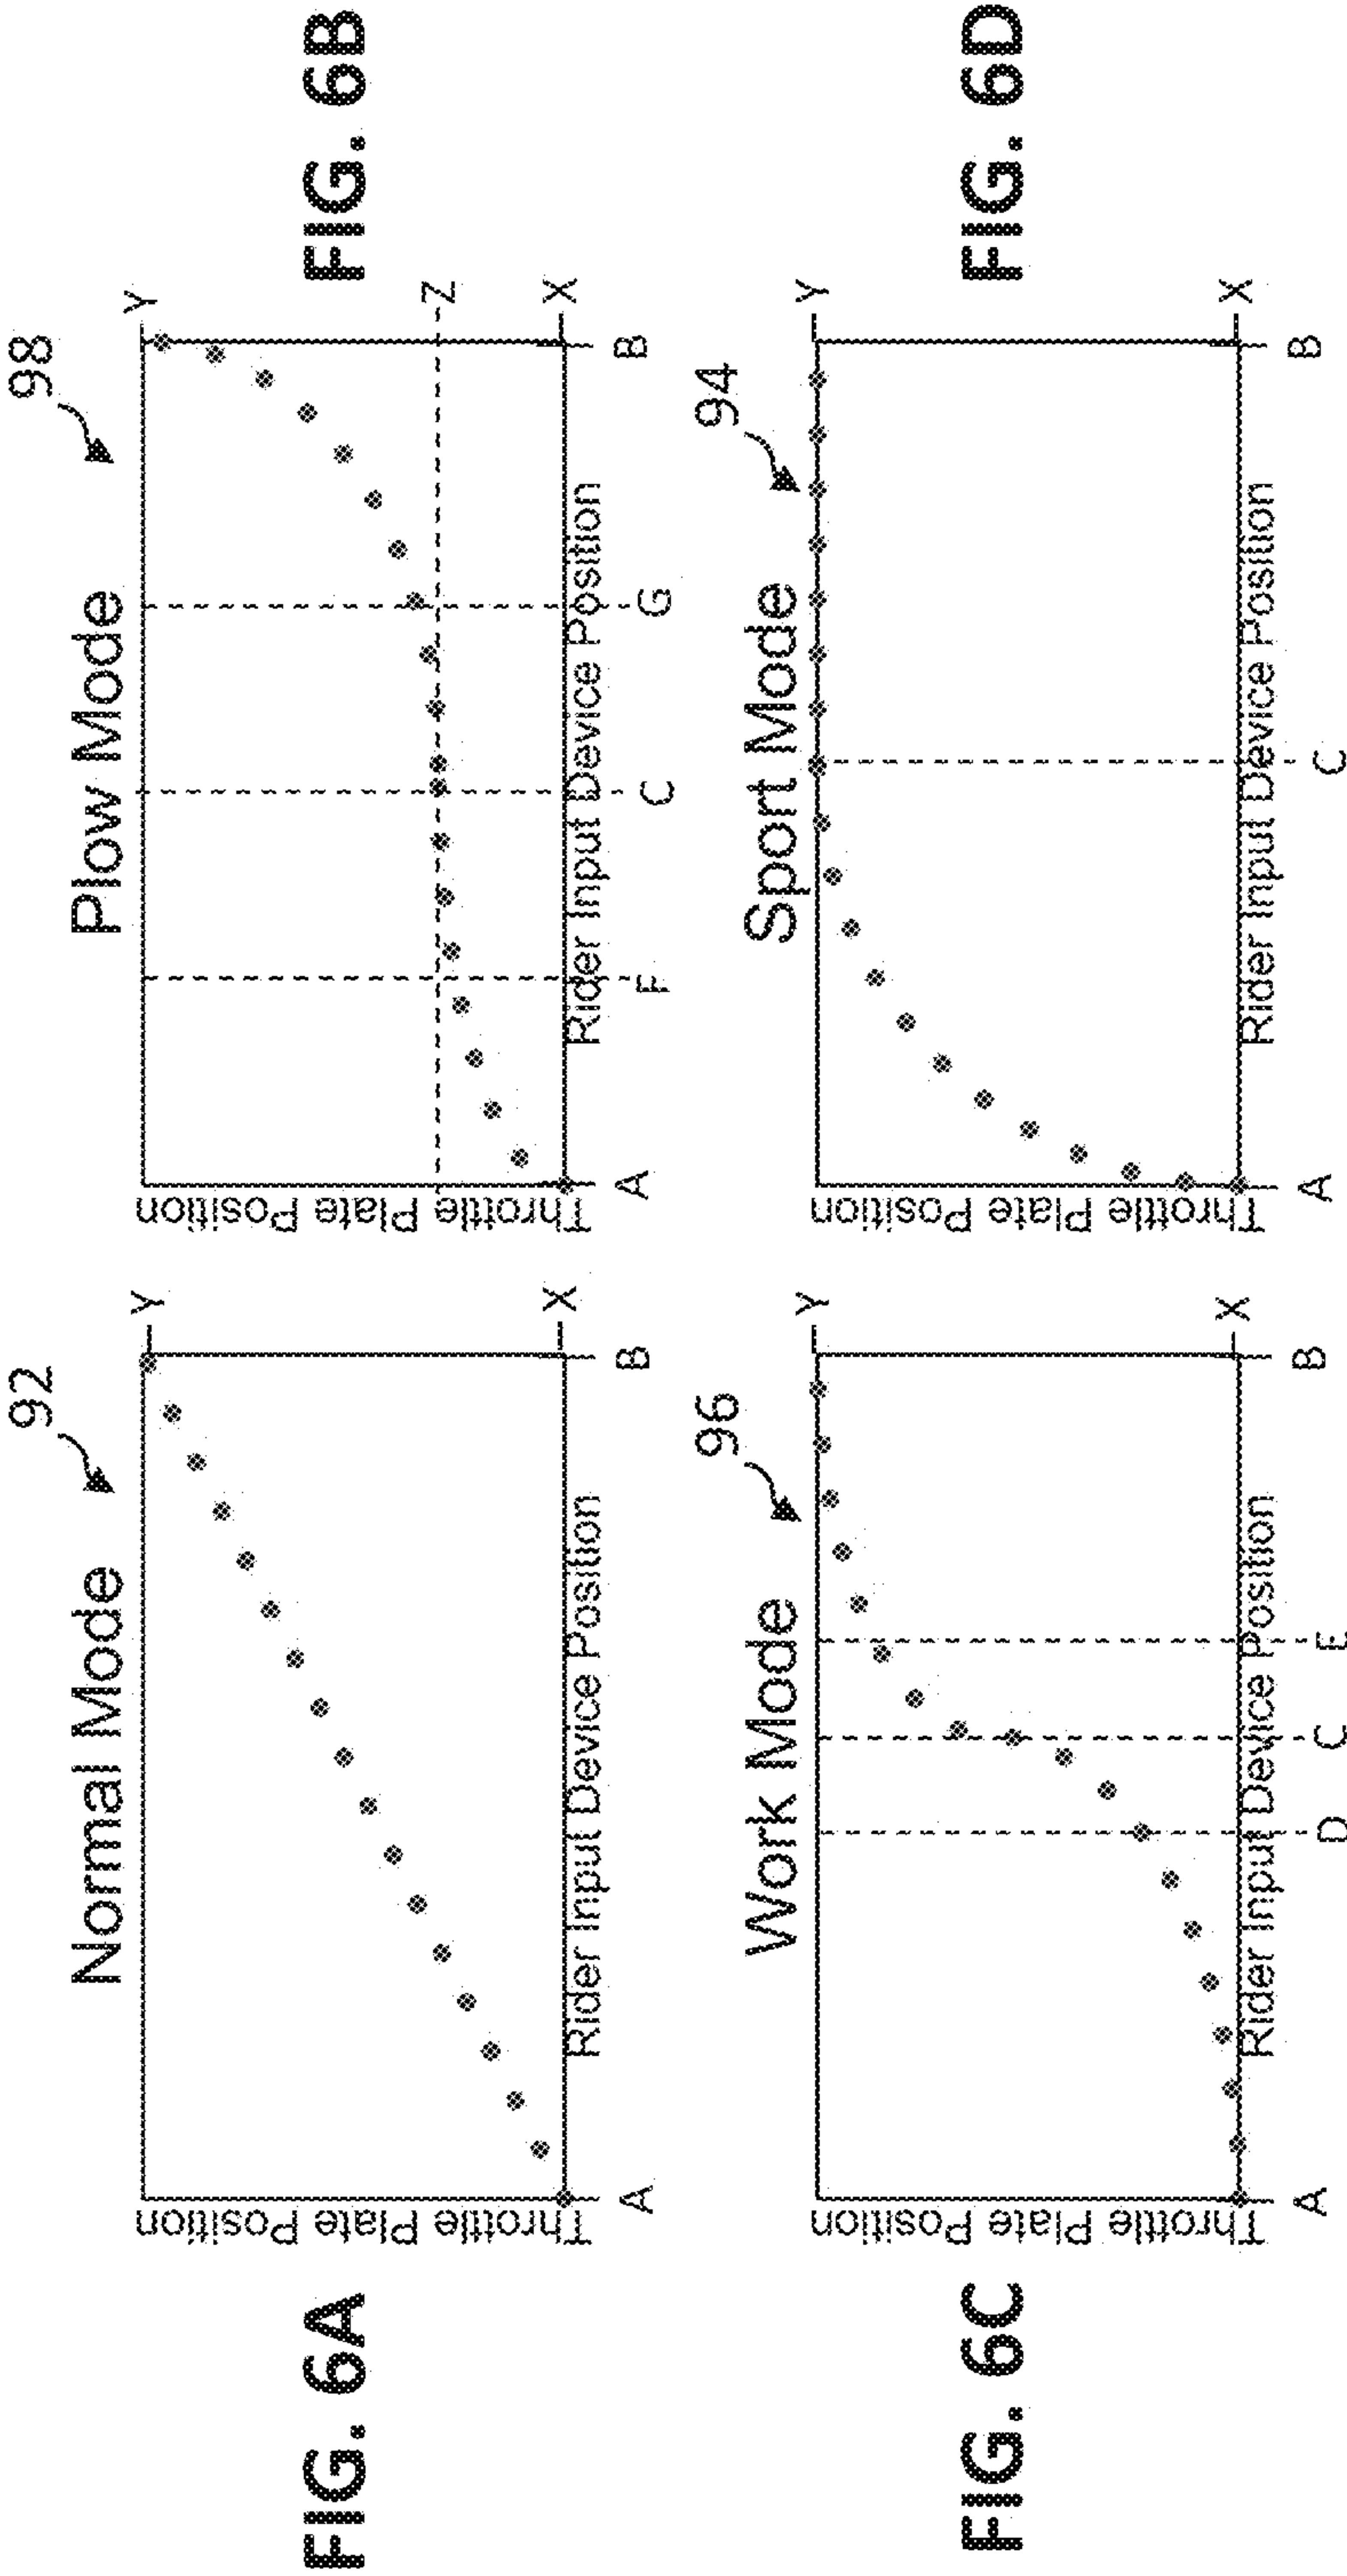 FIG. 6A
92
Normal Mode
Throttle Plate Position
Y
X
Rider Input Device Position
A
B
FIG. 6B
98
Plow Mode
Throttle Plate Position
Y
Z
X
Rider Input Device Position
A
F
C
G
B
FIG. 6C
96
Work Mode
Throttle Plate Position
Y
X
Rider Input Device Position
A
D
C
E
B
FIG. 6D
94
Sport Mode
Throttle Plate Position
Y
X
Rider Input Device Position
A
C
B